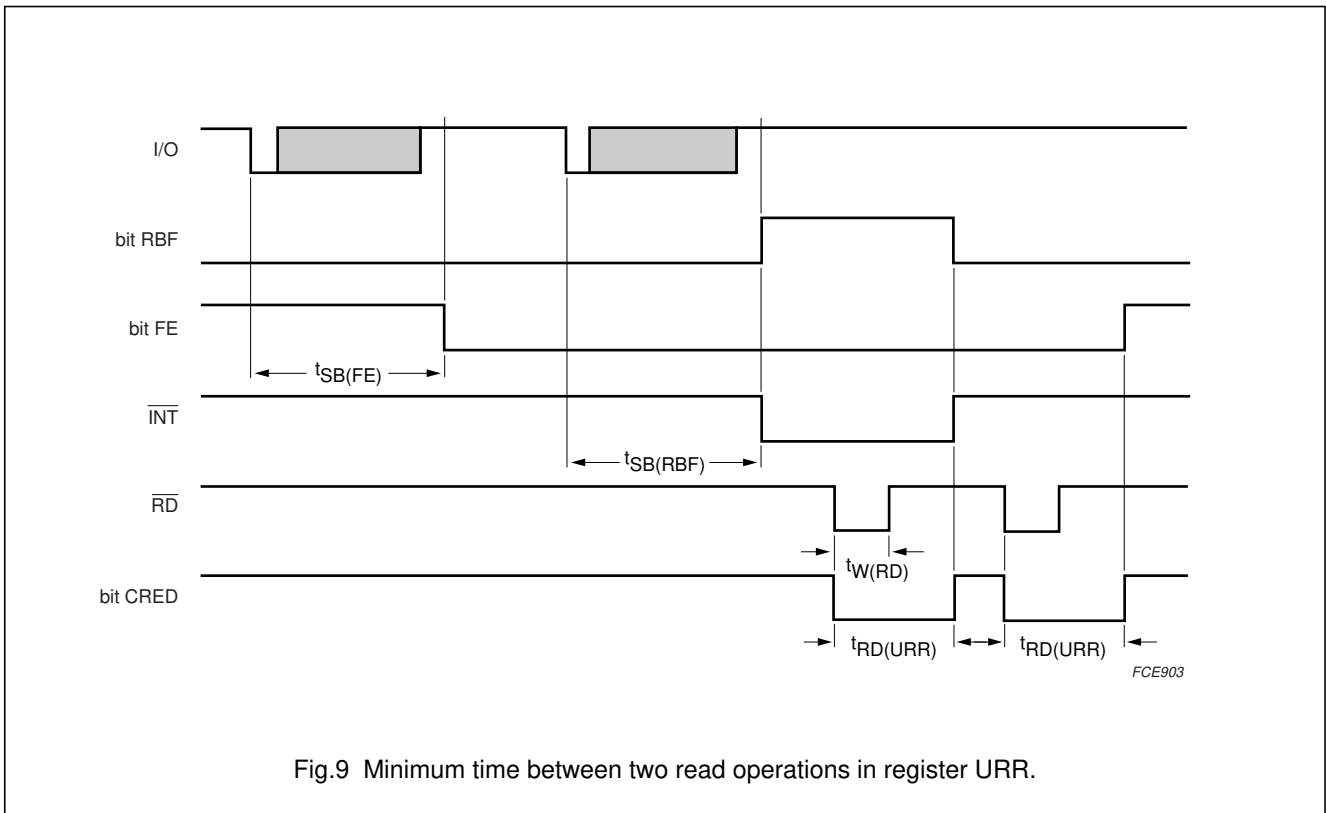 I/O
bit RBF
bit FE
tSB(FE)
INT
tSB(RBF)
RD
tW(RD)
bit CRED
tRD(URR) tRD(URR)
FCE903
Fig.9 Minimum time between two read operations in register URR.